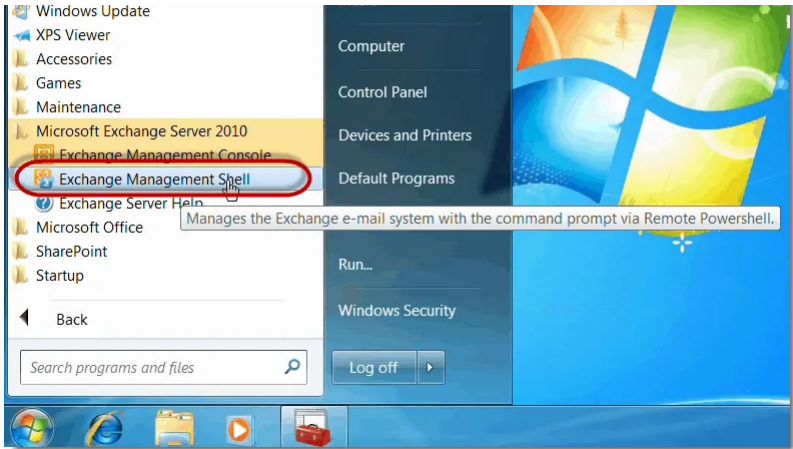 Windows Update
XPS Viewer
Accessories
Games
Maintenance
Microsoft Exchange Server 2010
Exchange Management Console
Exchange Management Shell
Exchange Server Help
Microsoft Office
SharePoint
Startup
Back
Search programs and files
Computer
Control Panel
Devices and Printers
Default Programs
Manages the Exchange e-mail system with the command prompt via Remote Powershell.
Run...
Windows Security
Log off